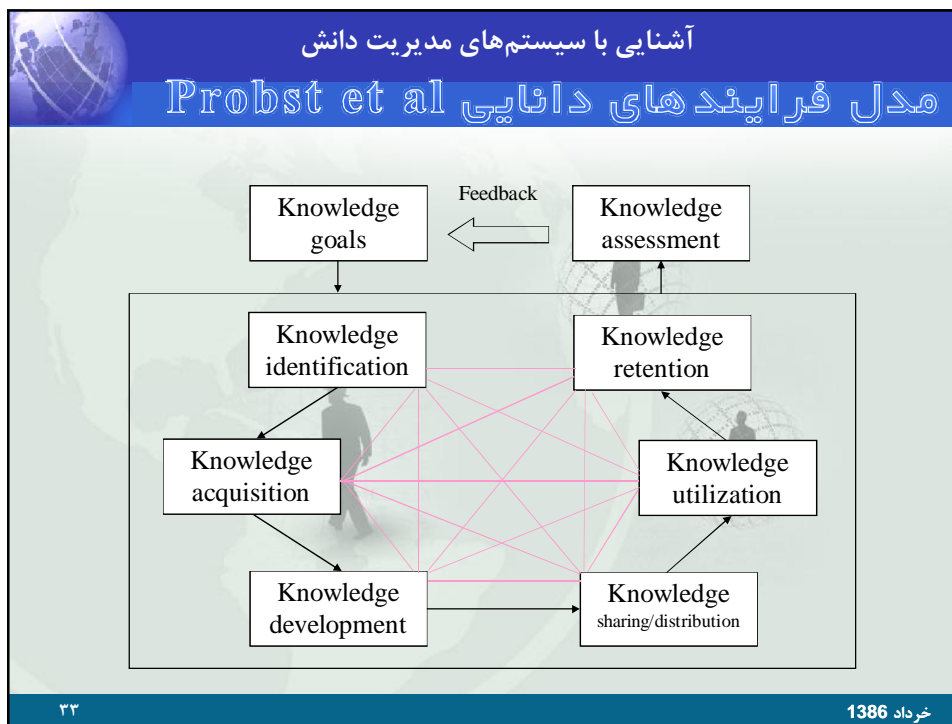 آشنایی با سیستم‌های مدیریت دانش
مدل فرایندهای دانایی Probst et al
Knowledge
goals
Feedback
Knowledge
assessment
Knowledge
identification
Knowledge
retention
Knowledge
acquisition
Knowledge
utilization
Knowledge
development
Knowledge
sharing/distribution
۳۳
خرداد 1386